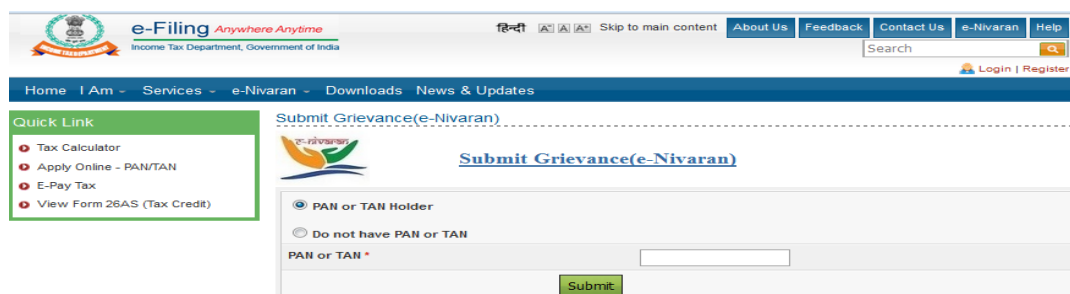 e-Filing Anywhere Anytime
Income Tax Department, Government of India
हिन्दी A- A A+ Skip to main content About Us Feedback Contact Us e-Nivaran Help
Search
Login | Register
Home I Am Services e-Nivaran Downloads News & Updates
Quick Link
Tax Calculator
Apply Online - PAN/TAN
E-Pay Tax
View Form 26AS (Tax Credit)
Submit Grievance(e-Nivaran)
e-nivaran
Submit Grievance(e-Nivaran)
PAN or TAN Holder
Do not have PAN or TAN
PAN or TAN *
Submit